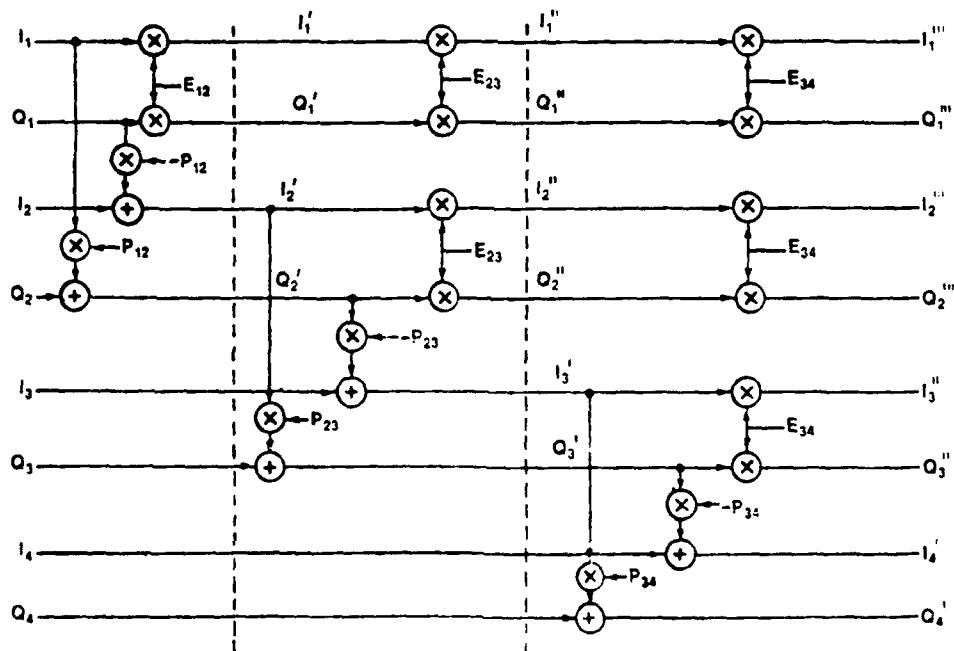 I₁ I₁' I₁'' I₁'''
E₁₂ E₂₃ E₃₄
Q₁ Q₁' Q₁'' Q₁'''
-P₁₂
I₂ I₂' I₂'' I₂'''
P₁₂ E₂₃ E₃₄
Q₂ Q₂' Q₂'' Q₂'''
-P₂₃
I₃ I₃' I₃''
P₂₃ E₃₄
Q₃ Q₃' Q₃''
-P₃₄
I₄ I₄'
P₃₄
Q₄ Q₄'